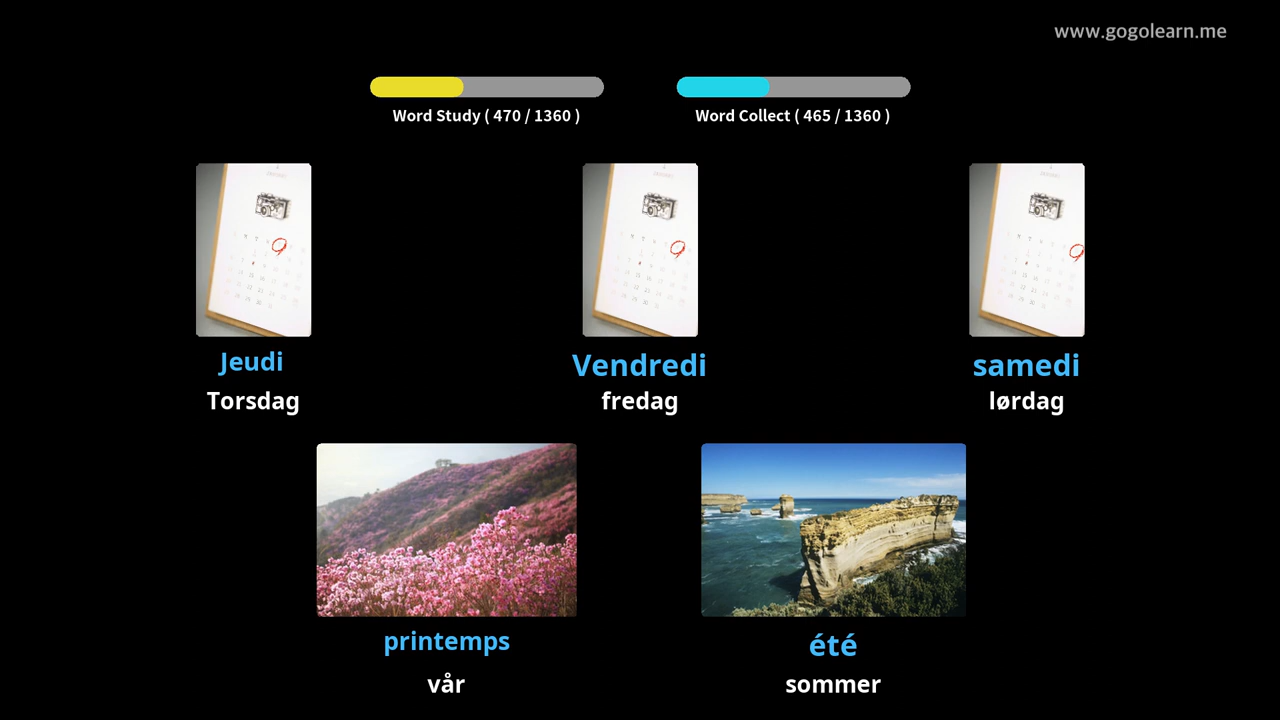 www.gogolearn.me
Word Study ( 470 / 1360 )
Word Collect ( 465 / 1360 )
Jeudi
Vendredi
samedi
Torsdag
fredag
lørdag
printemps
été
vår
sommer